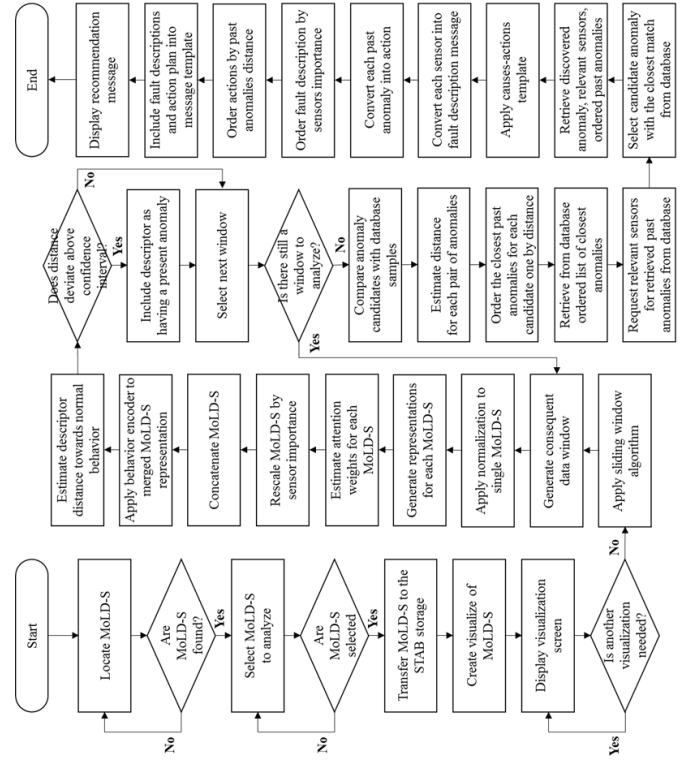 Start
Locate MoLD-S
Are
MoLD-S
found?
No
Yes
Select MoLD-S
to analyze
Are
MoLD-S
selected
No
Yes
Transfer MoLD-S to the
STAB storage
Create visualize of
MoLD-S
Display visualization
screen
Is another
visualization
needed?
Yes
No
Apply sliding window
algorithm
Generate consequent
data window
Apply normalization to
single MoLD-S
Generate representations
for each MoLD-S
Estimate attention
weights for each
MoLD-S
Rescale MoLD-S by
sensor importance
Concatenate MoLD-S
Apply behavior encoder to
merged MoLD-S
representation
Estimate descriptor
distance towards normal
behavior
Does distance
deviate above
confidence
interval?
No
Yes
Include descriptor as
having a present anomaly
Select next window
Is there still a
window to
analyze?
Yes
No
Compare anomaly
candidates with database
samples
Estimate distance
for each pair of anomalies
Order the closest past
anomalies for each
candidate one by distance
Retrieve from database
ordered list of closest
anomalies
Request relevant sensors
for retrieved past
anomalies from database
Select candidate anomaly
with the closest match
from database
Retrieve discovered
anomaly, relevant sensors,
ordered past anomalies
Apply causes-actions
template
Convert each sensor into
fault description message
Convert each past
anomaly into action
Order fault description by
sensors importance
Order actions by past
anomalies distance
Include fault descriptions
and action plan into
message template
Display recommendation
message
End